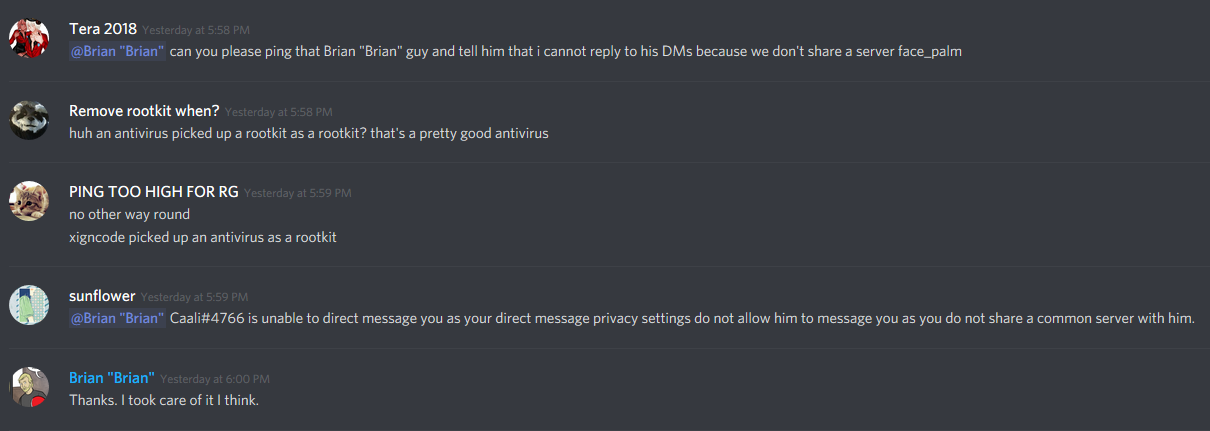 Tera 2018 Yesterday at 5:58 PM
@Brian "Brian" can you please ping that Brian "Brian" guy and tell him that i cannot reply to his DMs because we don't share a server face_palm
Remove rootkit when? Yesterday at 5:58 PM
huh an antivirus picked up a rootkit as a rootkit? that's a pretty good antivirus
PING TOO HIGH FOR RG Yesterday at 5:59 PM
no other way round
xigncode picked up an antivirus as a rootkit
sunflower Yesterday at 5:59 PM
@Brian "Brian" Caali#4766 is unable to direct message you as your direct message privacy settings do not allow him to message you as you do not share a common server with him.
Brian "Brian" Yesterday at 6:00 PM
Thanks. I took care of it I think.